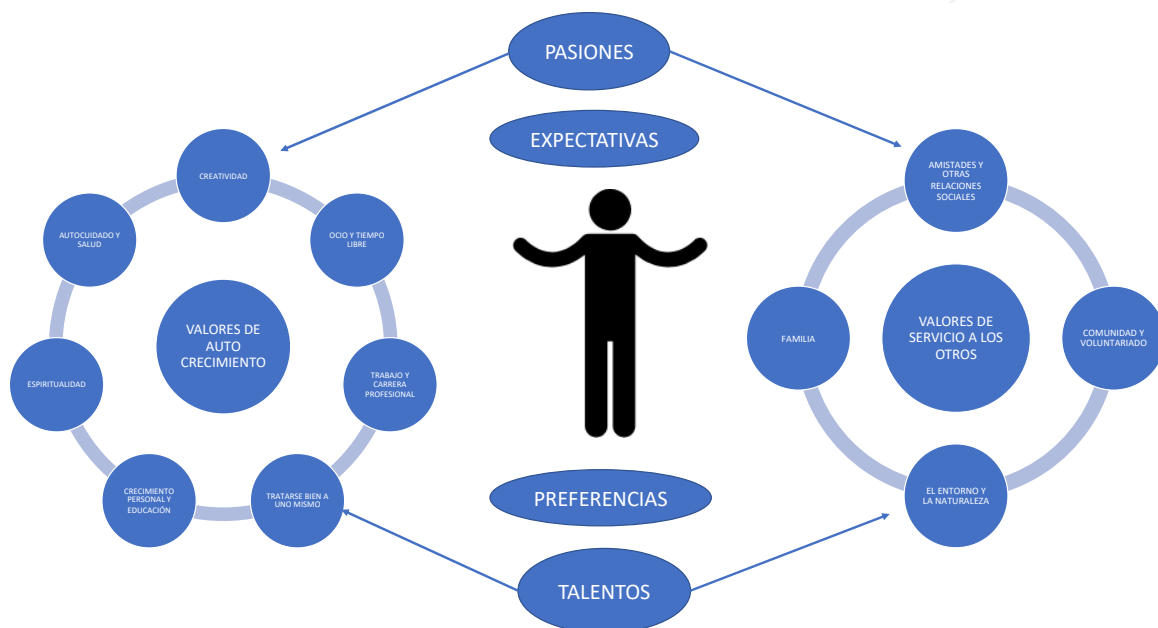 PASIONES
EXPECTATIVAS
CREATIVIDAD
OCIO Y TIEMPO
LIBRE
TRABAJO Y
CARRERA
PROFESIONAL
TRATARSE BIEN A
UNO MISMO
CRECIMIENTO
PERSONAL Y
EDUCACIÓN
ESPIRITUALIDAD
AUTOCUIDADO Y
SALUD
VALORES DE
AUTO
CRECIMIENTO
AMISTADES Y
OTRAS
RELACIONES
SOCIALES
COMUNIDAD Y
VOLUNTARIADO
EL ENTORNO Y
LA NATURALEZA
FAMILIA
VALORES DE
SERVICIO A LOS
OTROS
PREFERENCIAS
TALENTOS